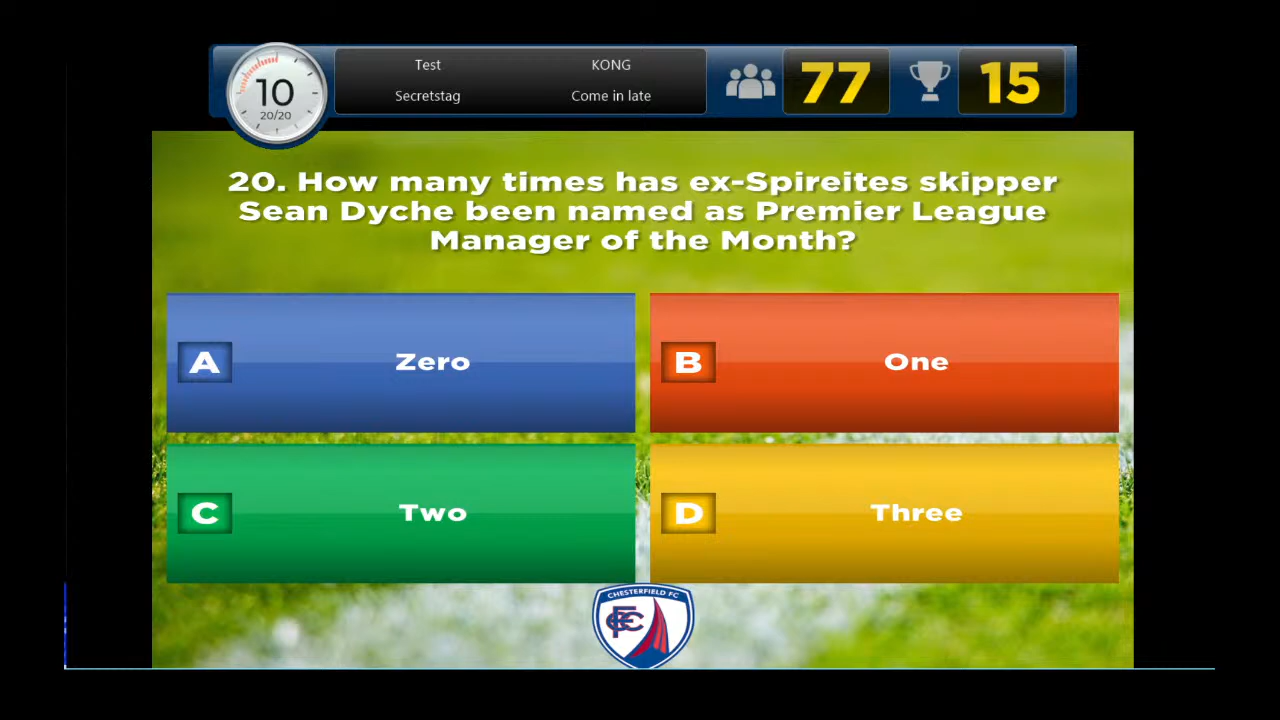 10
20/20
Test KONG
Secretstag Come in late
77
15
20. How many times has ex-Spireites skipper
Sean Dyche been named as Premier League
Manager of the Month?
A Zero
B One
C Two
D Three
CHESTERFIELD FC
CFC